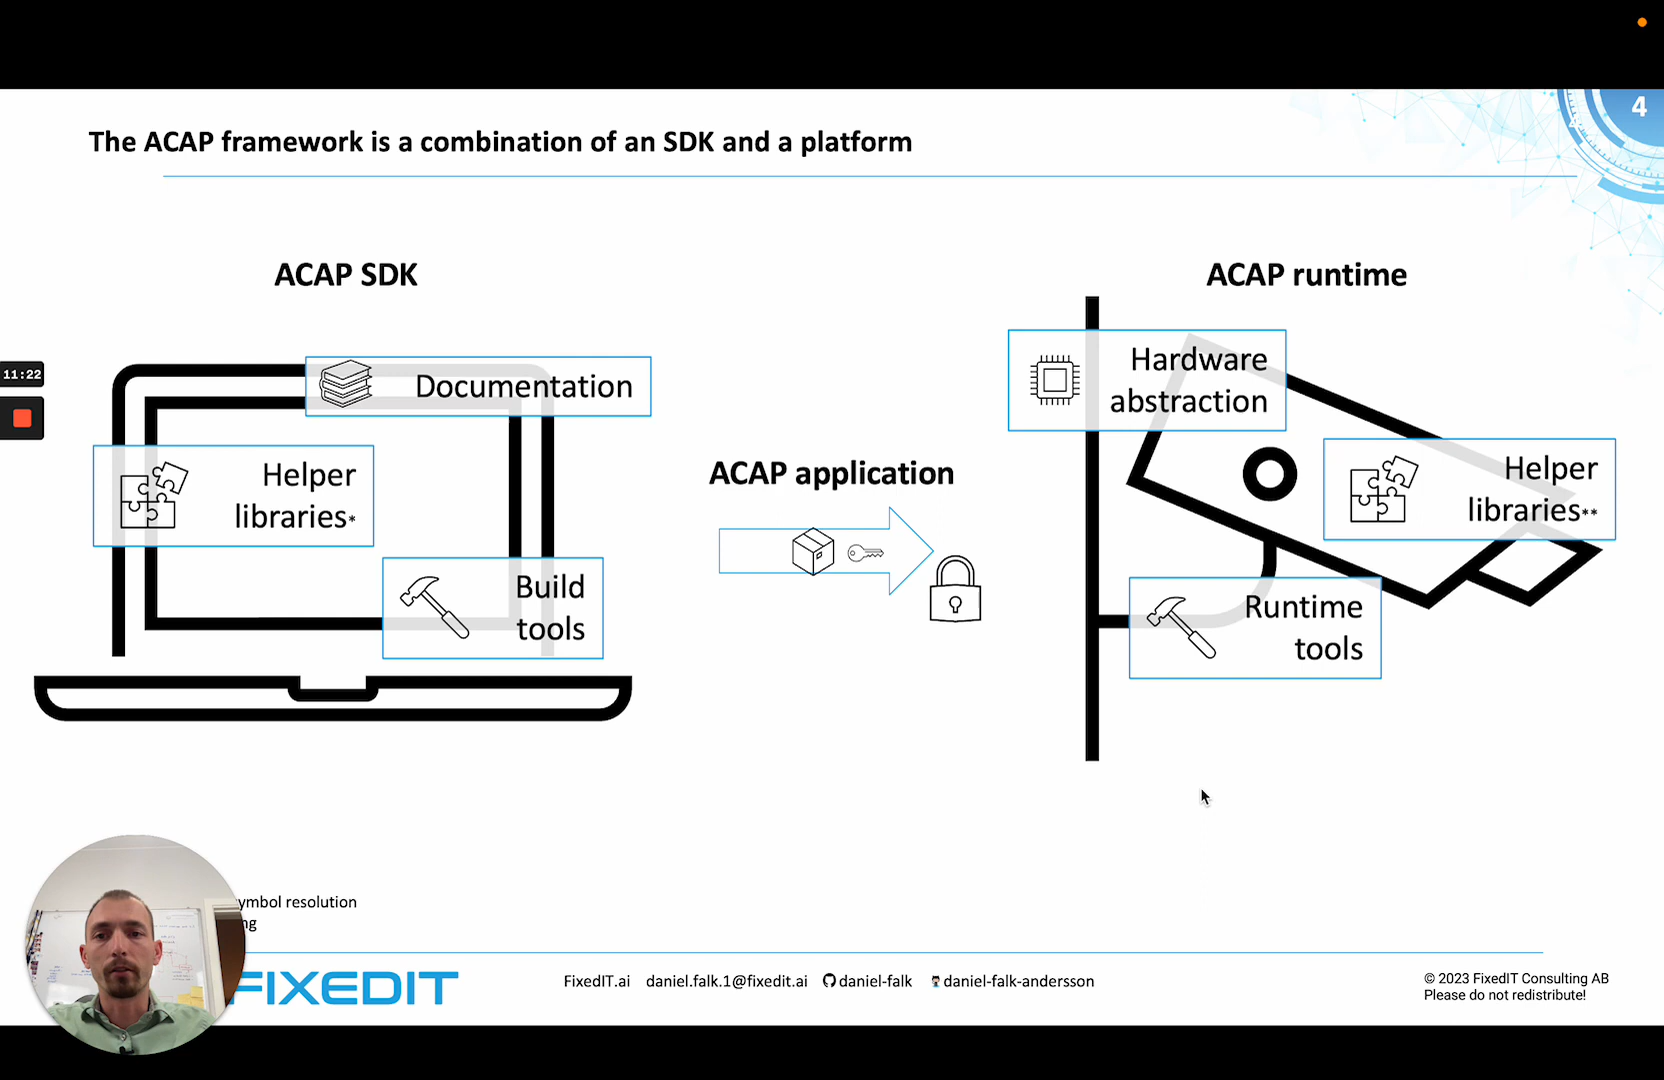 4
The ACAP framework is a combination of an SDK and a platform
ACAP SDK
ACAP runtime
11:22
Documentation
Helper
libraries*
Build
tools
ACAP application
Hardware
abstraction
Helper
libraries**
Runtime
tools
ymbol resolution
ng
FIXEDIT
FixedIT.ai daniel.falk.1@fixedit.ai daniel-falk daniel-falk-andersson
© 2023 FixedIT Consulting AB
Please do not redistribute!